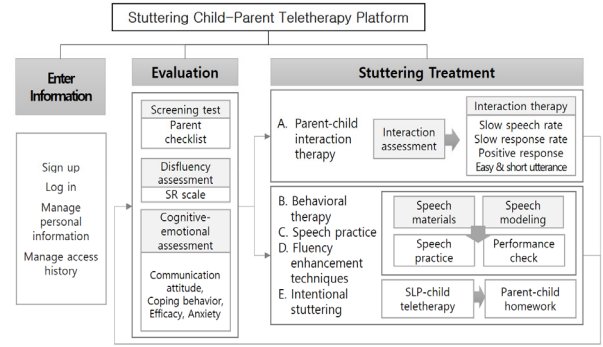 Stuttering Child-Parent Teletherapy Platform
Enter
Information
Sign up
Log in
Manage
personal
information
Manage access
history
Evaluation
Screening test
Parent
checklist
Disfluency
assessment
SR scale
Cognitive-
emotional
assessment
Communication
attitude,
Coping behavior,
Efficacy, Anxiety
Stuttering Treatment
A. Parent-child
interaction
therapy
Interaction
assessment
Interaction therapy
Slow speech rate
Slow response rate
Positive response
Easy & short utterance
B. Behavioral
therapy
C. Speech practice
D. Fluency
enhancement
techniques
E. Intentional
stuttering
Speech
materials
Speech
modeling
Speech
practice
Performance
check
SLP-child
teletherapy
Parent-child
homework